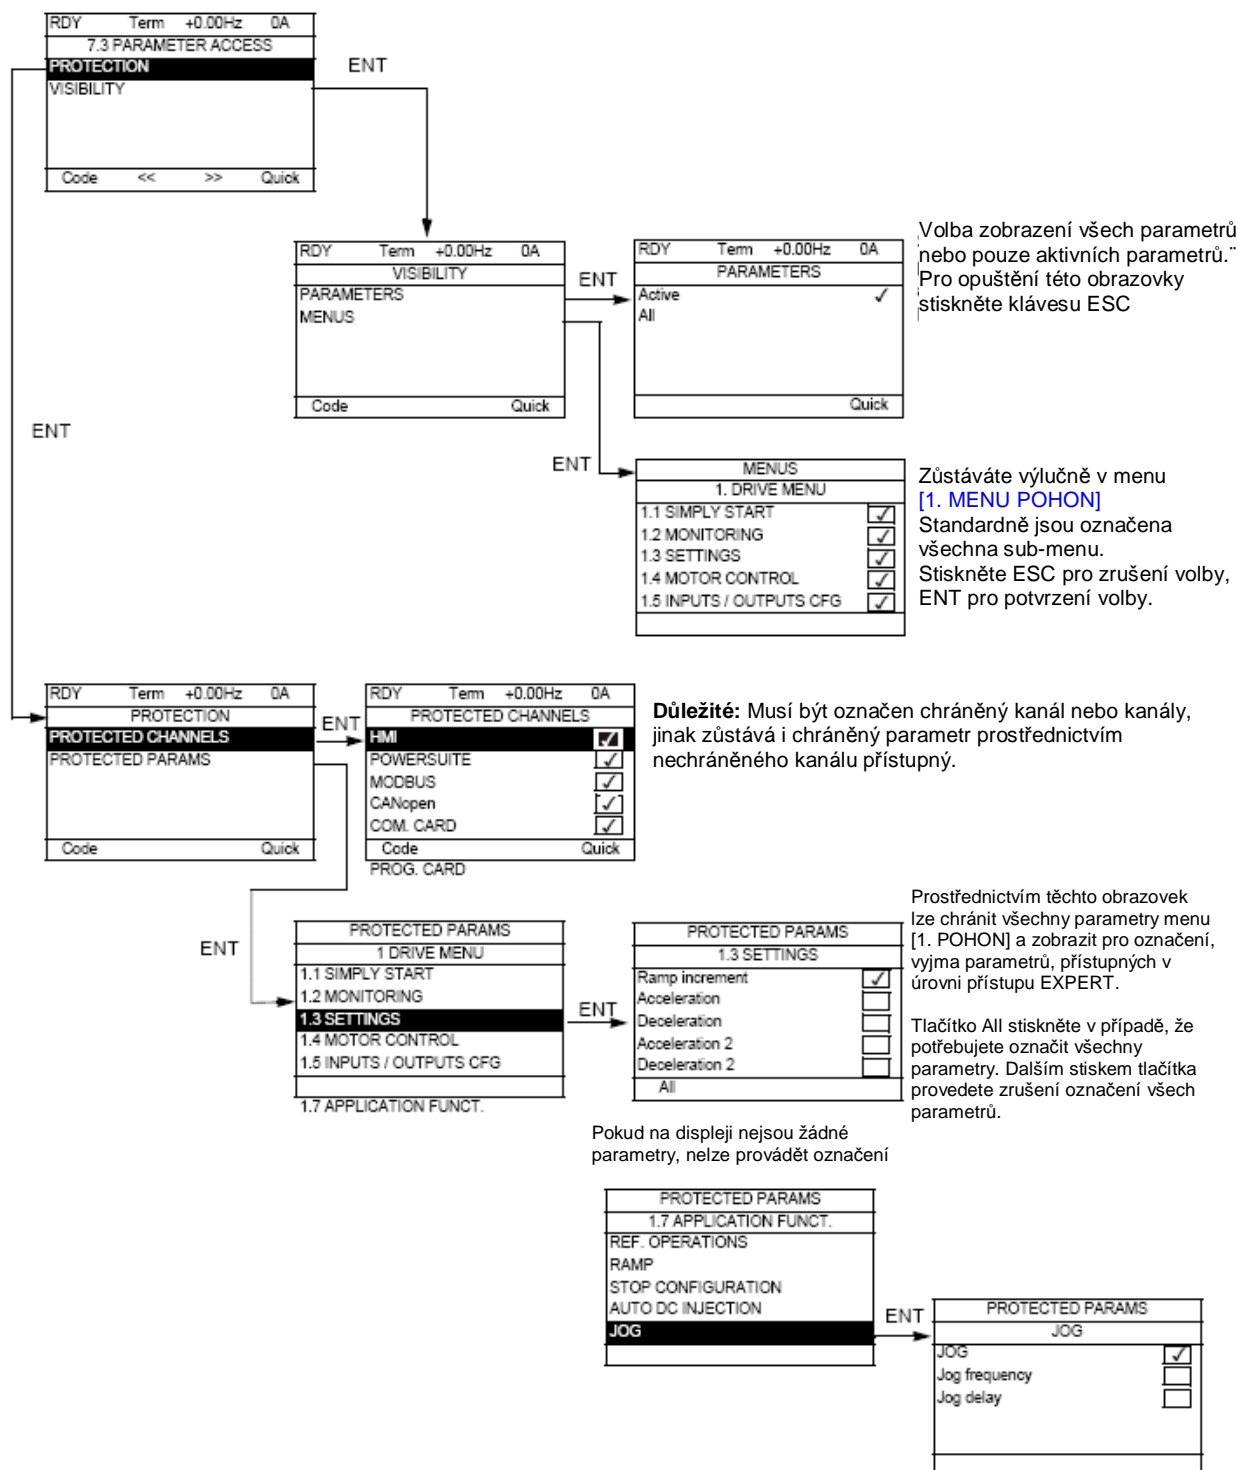 RDY Term +0.00Hz 0A
7.3 PARAMETER ACCESS
PROTECTION
VISIBILITY
Code << >> Quick
ENT
RDY Term +0.00Hz 0A
VISIBILITY
PARAMETERS
MENUS
Code Quick
ENT
RDY Term +0.00Hz 0A
PARAMETERS
Active ✓
All
Quick
Volba zobrazení všech parametrů
nebo pouze aktivních parametrů.¨
Pro opuštění této obrazovky
stiskněte klávesu ESC
ENT
ENT
MENUS
1. DRIVE MENU
1.1 SIMPLY START ✓
1.2 MONITORING ✓
1.3 SETTINGS ✓
1.4 MOTOR CONTROL ✓
1.5 INPUTS / OUTPUTS CFG ✓
Zůstáváte výlučně v menu
[1. MENU POHON]
Standardně jsou označena
všechna sub-menu.
Stiskněte ESC pro zrušení volby,
ENT pro potvrzení volby.
RDY Term +0.00Hz 0A
PROTECTION
PROTECTED CHANNELS
PROTECTED PARAMS
Code Quick
ENT
RDY Term +0.00Hz 0A
PROTECTED CHANNELS
HMI ✓
POWERSUITE ✓
MODBUS ✓
CANopen ✓
COM. CARD ✓
Code Quick
PROG. CARD
Důležité: Musí být označen chráněný kanál nebo kanály,
jinak zůstává i chráněný parametr prostřednictvím
nechráněného kanálu přístupný.
ENT
PROTECTED PARAMS
1 DRIVE MENU
1.1 SIMPLY START
1.2 MONITORING
1.3 SETTINGS
1.4 MOTOR CONTROL
1.5 INPUTS / OUTPUTS CFG
1.7 APPLICATION FUNCT.
ENT
PROTECTED PARAMS
1.3 SETTINGS
Ramp increment ✓
Acceleration
Deceleration
Acceleration 2
Deceleration 2
All
Prostřednictvím těchto obrazovek
lze chránit všechny parametry menu
[1. POHON] a zobrazit pro označení,
vyjma parametrů, přístupných v
úrovni přístupu EXPERT.
Tlačítko All stiskněte v případě, že
potřebujete označit všechny
parametry. Dalším stiskem tlačítka
provedete zrušení označení všech
parametrů.
Pokud na displeji nejsou žádné
parametry, nelze provádět označení
PROTECTED PARAMS
1.7 APPLICATION FUNCT.
REF. OPERATIONS
RAMP
STOP CONFIGURATION
AUTO DC INJECTION
JOG
ENT
PROTECTED PARAMS
JOG
JOG ✓
Jog frequency
Jog delay